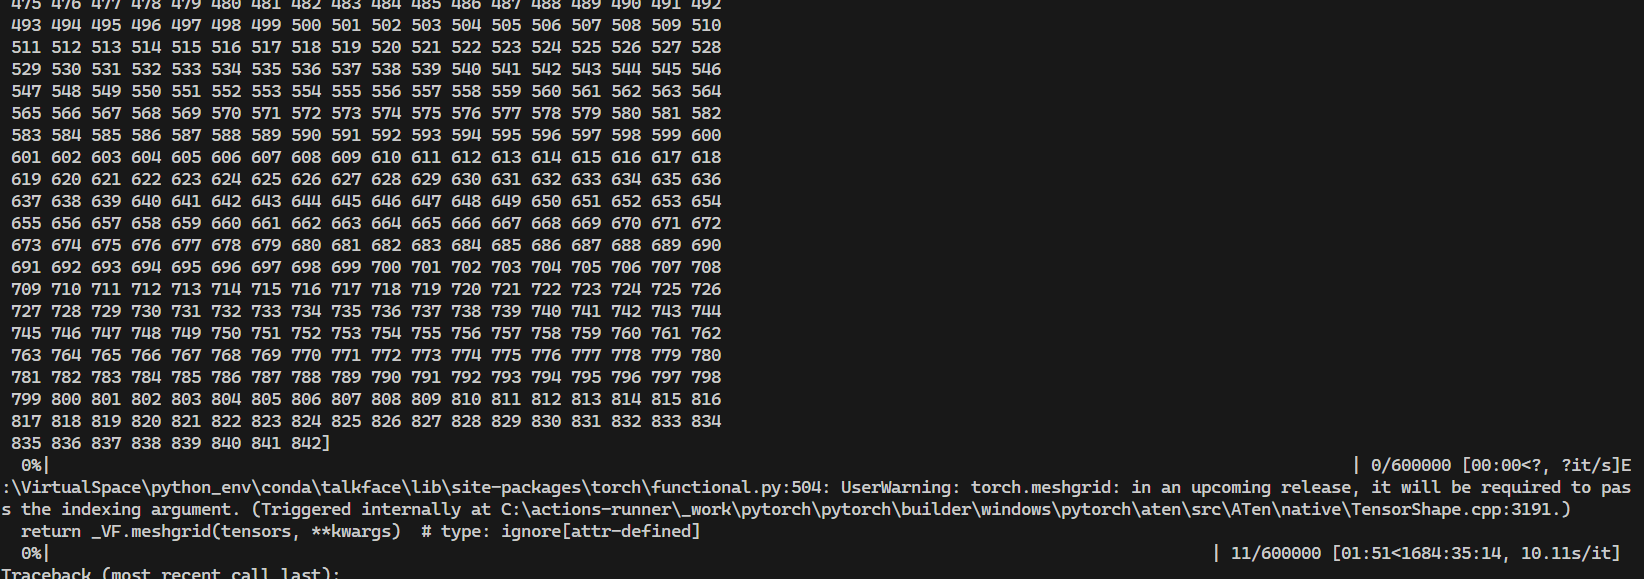 475 476 477 478 479 480 481 482 483 484 485 486 487 488 489 490 491 492
493 494 495 496 497 498 499 500 501 502 503 504 505 506 507 508 509 510
511 512 513 514 515 516 517 518 519 520 521 522 523 524 525 526 527 528
529 530 531 532 533 534 535 536 537 538 539 540 541 542 543 544 545 546
547 548 549 550 551 552 553 554 555 556 557 558 559 560 561 562 563 564
565 566 567 568 569 570 571 572 573 574 575 576 577 578 579 580 581 582
583 584 585 586 587 588 589 590 591 592 593 594 595 596 597 598 599 600
601 602 603 604 605 606 607 608 609 610 611 612 613 614 615 616 617 618
619 620 621 622 623 624 625 626 627 628 629 630 631 632 633 634 635 636
637 638 639 640 641 642 643 644 645 646 647 648 649 650 651 652 653 654
655 656 657 658 659 660 661 662 663 664 665 666 667 668 669 670 671 672
673 674 675 676 677 678 679 680 681 682 683 684 685 686 687 688 689 690
691 692 693 694 695 696 697 698 699 700 701 702 703 704 705 706 707 708
709 710 711 712 713 714 715 716 717 718 719 720 721 722 723 724 725 726
727 728 729 730 731 732 733 734 735 736 737 738 739 740 741 742 743 744
745 746 747 748 749 750 751 752 753 754 755 756 757 758 759 760 761 762
763 764 765 766 767 768 769 770 771 772 773 774 775 776 777 778 779 780
781 782 783 784 785 786 787 788 789 790 791 792 793 794 795 796 797 798
799 800 801 802 803 804 805 806 807 808 809 810 811 812 813 814 815 816
817 818 819 820 821 822 823 824 825 826 827 828 829 830 831 832 833 834
835 836 837 838 839 840 841 842]
0%| | 0/600000 [00:00<?, ?it/s]E
:\VirtualSpace\python_env\conda\talkface\lib\site-packages\torch\functional.py:504: UserWarning: torch.meshgrid: in an upcoming release, it will be required to pas
s the indexing argument. (Triggered internally at C:\actions-runner\_work\pytorch\pytorch\builder\windows\pytorch\aten\src\ATen\native\TensorShape.cpp:3191.)
return _VF.meshgrid(tensors, **kwargs)  # type: ignore[attr-defined]
0%| | 11/600000 [01:51<1684:35:14, 10.11s/it]
Traceback (most recent call last):